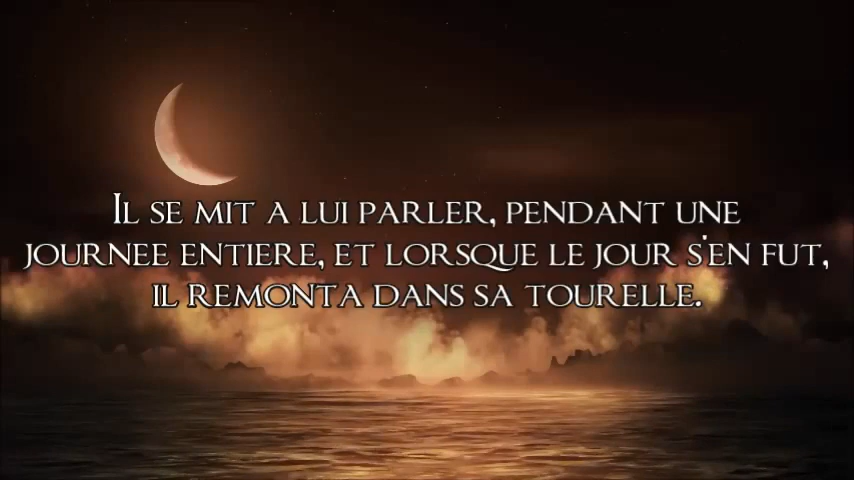 Il se mit a lui parler, pendant une
journee entiere, et lorsque le jour s'en fut,
il remonta dans sa tourelle.